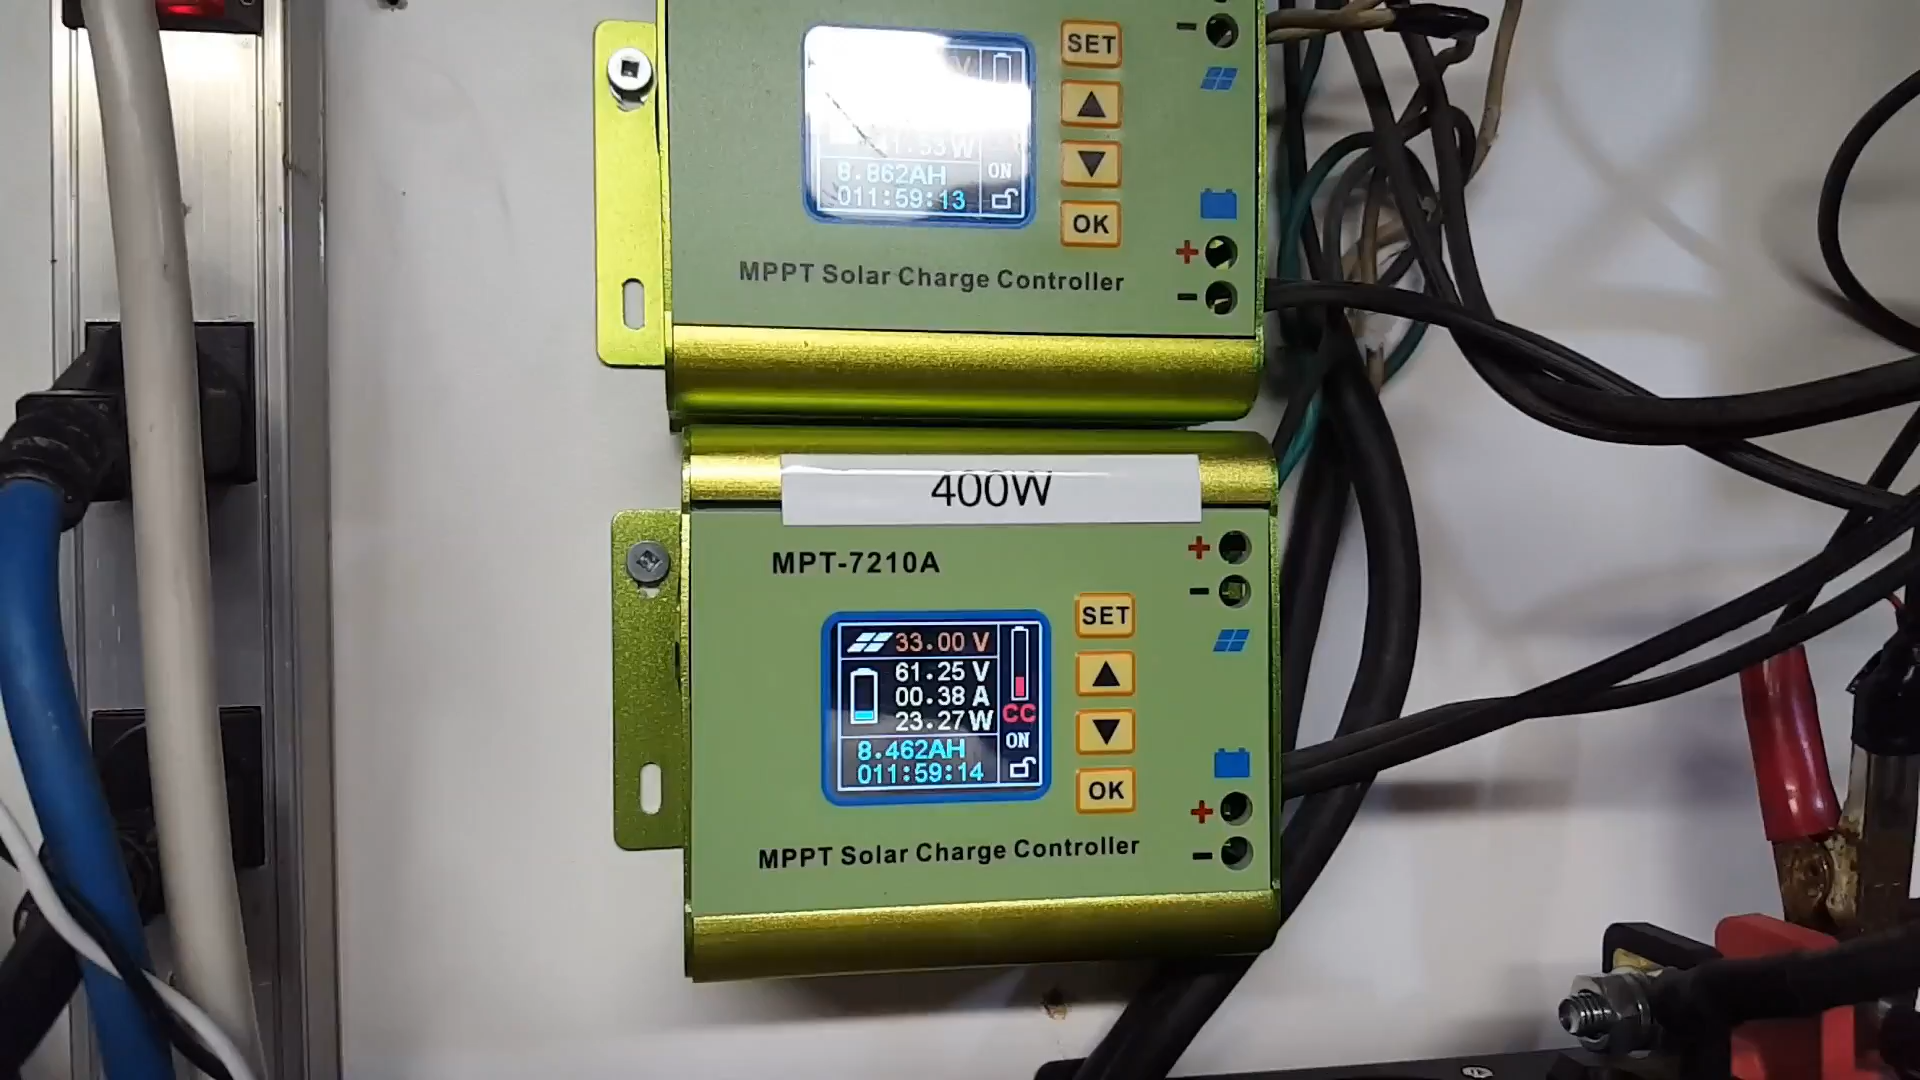 SET
8.862AH
ON
011:59:13
OK
MPPT Solar Charge Controller
+
-
400W
MPT-7210A
+
-
SET
33.00 V
61.25 V
00.38 A
23.27W
CC
ON
8.462AH
011:59:14
OK
+
-
MPPT Solar Charge Controller